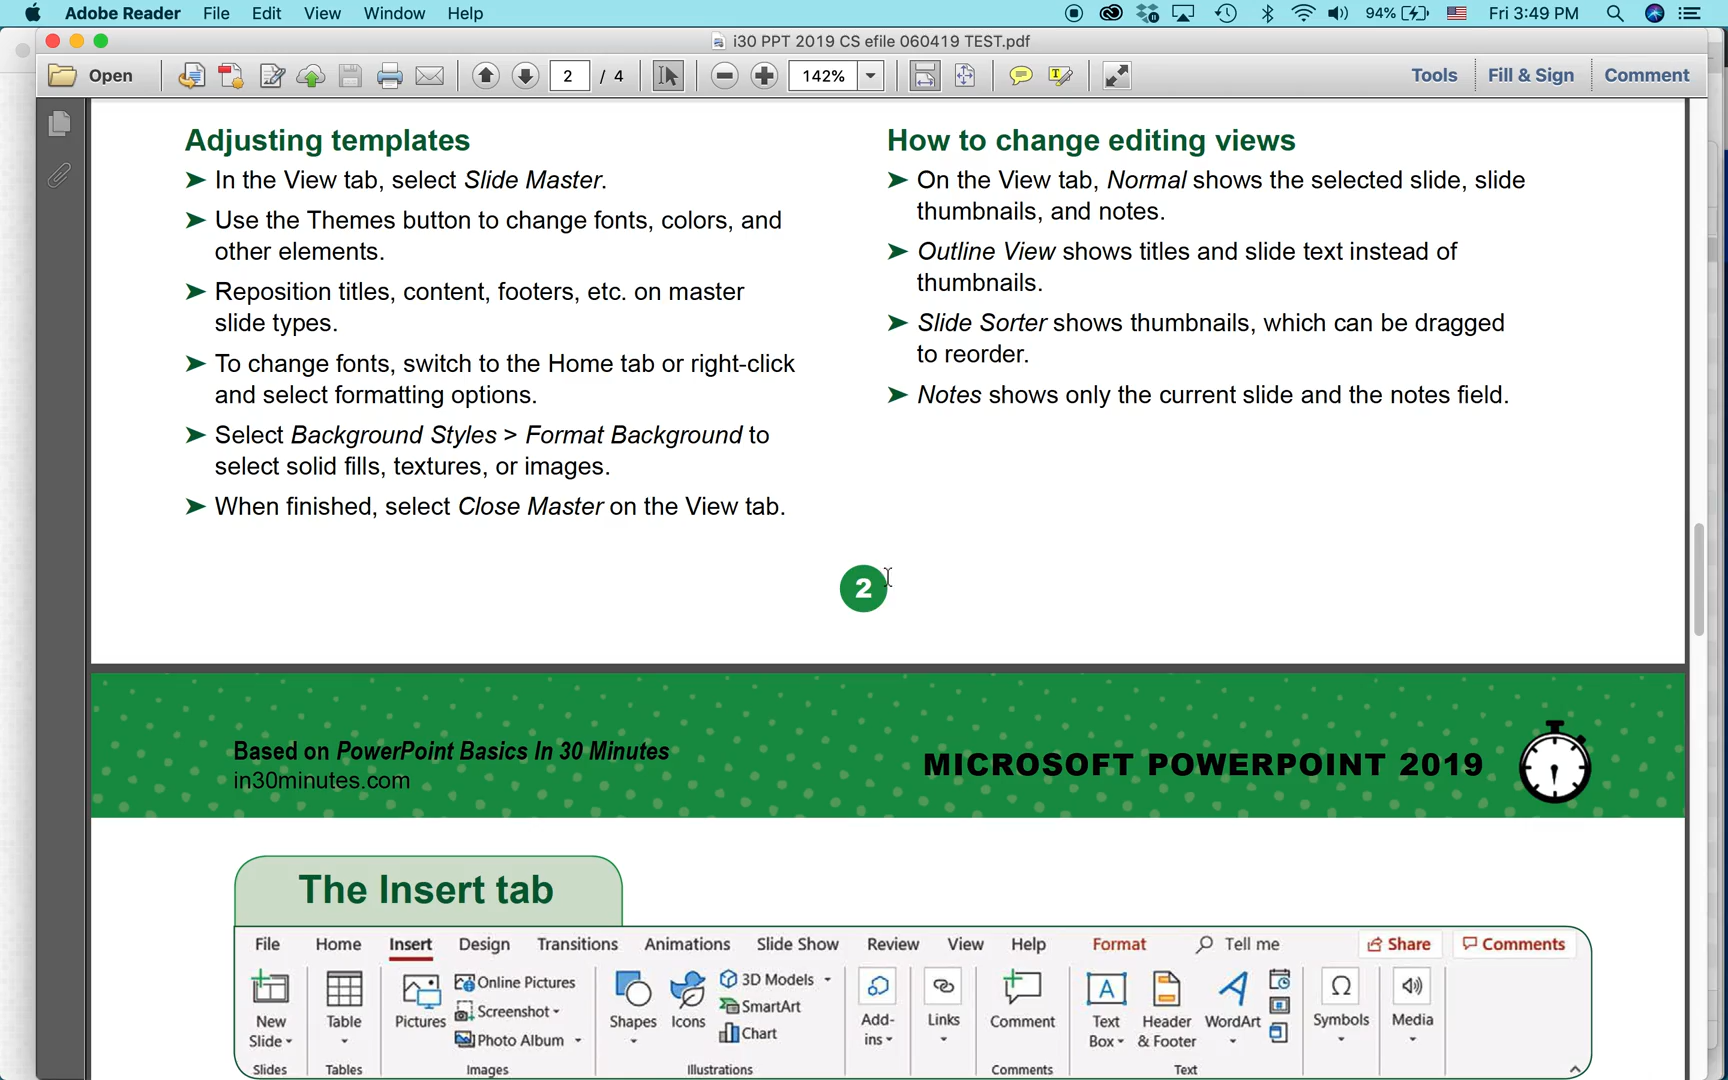 Adobe Reader File Edit View Window Help 94% Fri 3:49 PM
i30 PPT 2019 CS efile 060419 TEST.pdf
Open 2 / 4 142% Tools Fill & Sign Comment
Adjusting templates
➤ In the View tab, select Slide Master.
➤ Use the Themes button to change fonts, colors, and
other elements.
➤ Reposition titles, content, footers, etc. on master
slide types.
➤ To change fonts, switch to the Home tab or right-click
and select formatting options.
➤ Select Background Styles > Format Background to
select solid fills, textures, or images.
➤ When finished, select Close Master on the View tab.
How to change editing views
➤ On the View tab, Normal shows the selected slide, slide
thumbnails, and notes.
➤ Outline View shows titles and slide text instead of
thumbnails.
➤ Slide Sorter shows thumbnails, which can be dragged
to reorder.
➤ Notes shows only the current slide and the notes field.
2
Based on PowerPoint Basics In 30 Minutes
in30minutes.com
MICROSOFT POWERPOINT 2019
The Insert tab
File Home Insert Design Transitions Animations Slide Show Review View Help Format Tell me Share Comments
New
Slide
Slides
Table
Tables
Pictures
Online Pictures
Screenshot
Photo Album
Images
Shapes
Icons
3D Models
SmartArt
Chart
Illustrations
Add-
ins
Links
Comment
Comments
Text
Box
Header
& Footer
WordArt
Text
Symbols
Media